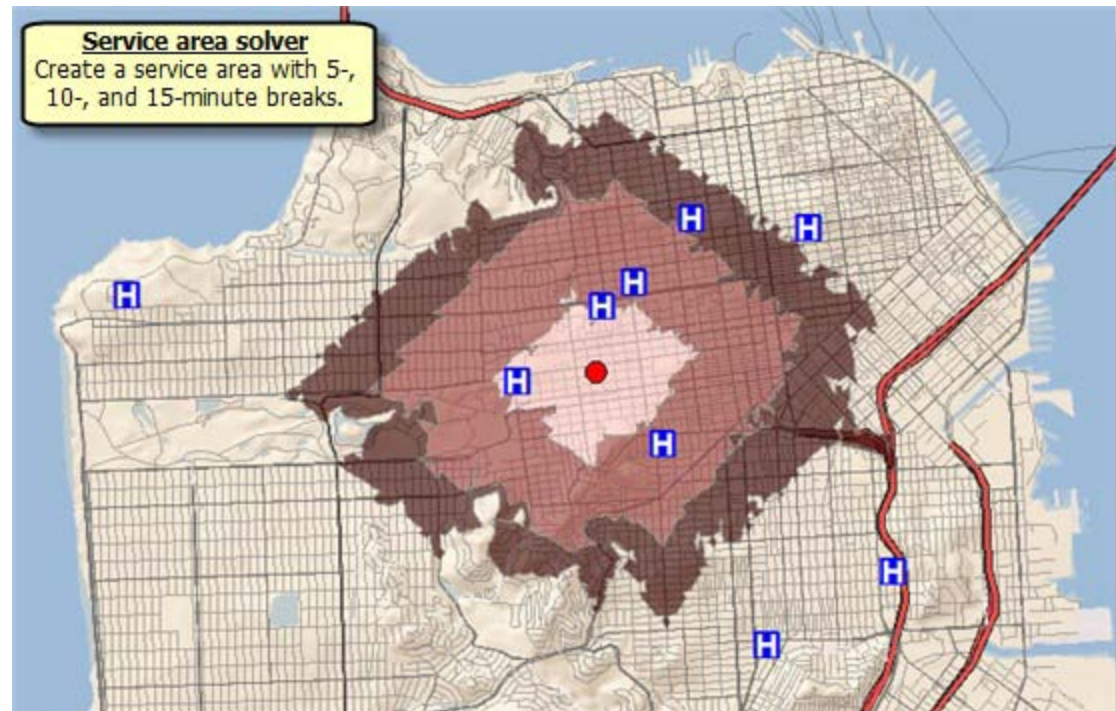 Service area solver
Create a service area with 5-,
10-, and 15-minute breaks.
H
H
H
H
H
H
H
H
H